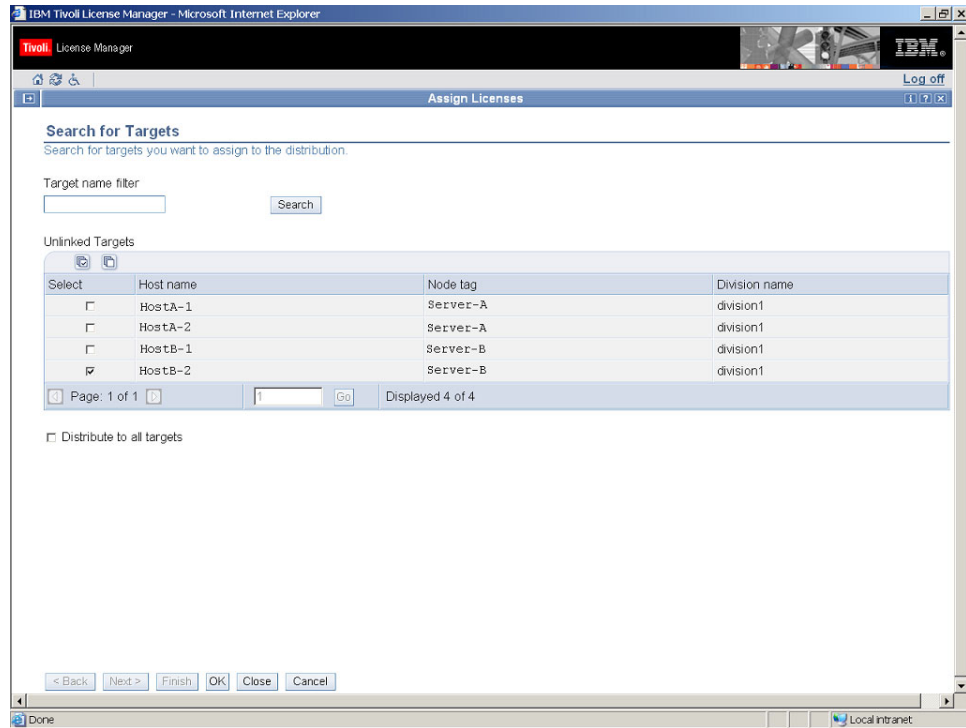 IBM Tivoli License Manager - Microsoft Internet Explorer
Tivoli. License Manager
IBM.
Log off
Assign Licenses
Search for Targets
Search for targets you want to assign to the distribution.
Target name filter
Search
Unlinked Targets
Select Host name Node tag Division name
HostA-1 Server-A division1
HostA-2 Server-A division1
HostB-1 Server-B division1
HostB-2 Server-B division1
Page: 1 of 1 1 Go Displayed 4 of 4
Distribute to all targets
< Back Next > Finish OK Close Cancel
Done Local intranet